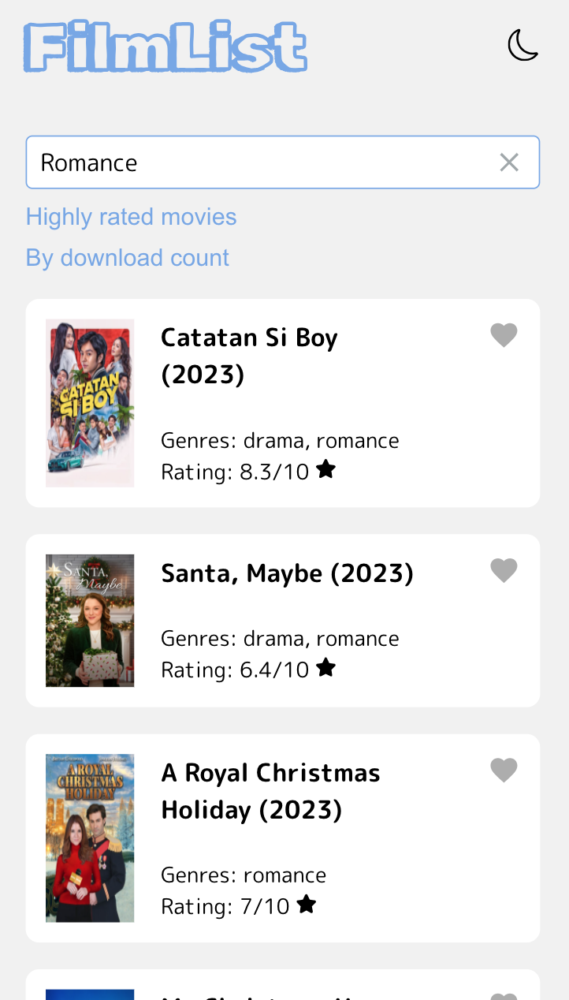 FilmList
Romance
Highly rated movies
By download count
CATATAN
SI BOY
Catatan Si Boy
(2023)
Genres: drama, romance
Rating: 8.3/10
SANTA,
Maybe
Santa, Maybe (2023)
Genres: drama, romance
Rating: 6.4/10
A ROYAL
CHRISTMAS
HOLIDAY
A Royal Christmas
Holiday (2023)
Genres: romance
Rating: 7/10